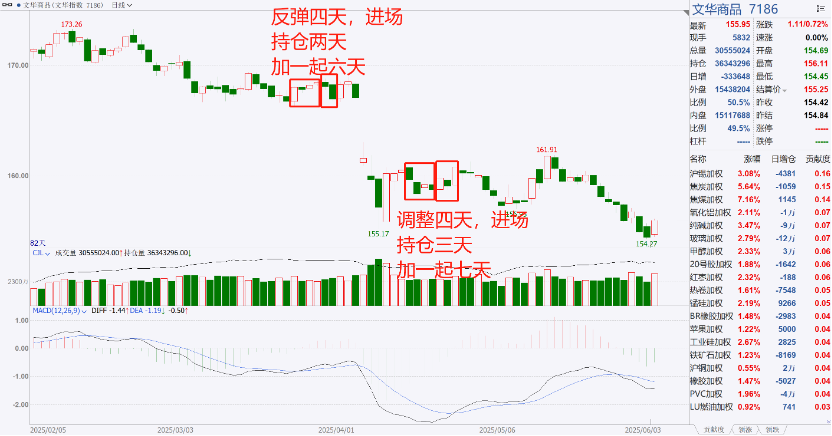 文华商品(文华指数 7186) 日线
173.26
反弹四天，进场
持仓两天
加一起六天
170.00
160.00
161.91
155.17
调整四天，进场
持仓三天
加一起七天
154.27
82天
CJL 成交量 30555024.00↑持仓量 36343296.00↓
2300
MACD(12,26,9) DIFF -1.44↑DEA -1.19↓ -0.50↑
1.00
0.00
-1.00
-2.00
2025/02/05
2025/03/03
2025/04/01
2025/05/06
2025/06/03
文华商品 7186
最新 155.95 涨跌 1.11/0.72%
现手 5832 速涨 0.00%
总量 30555024 开盘 154.69
持仓 36343296 最高 156.11
日增 -333648 最低 154.45
外盘 15438204 结算价 155.25
比例 50.5% 昨收 154.42
内盘 15117688 昨结 154.84
比例 49.5% 涨停 -----
杠杆 ----- 跌停 -----
名称 涨幅 日增仓 贡献度
沪银加权 3.08% -4381 0.16
焦炭加权 5.64% -1059 0.15
焦煤加权 7.16% 1145 0.14
氧化铝加权 2.11% -1万 0.07
纯碱加权 3.47% -9万 0.07
玻璃加权 2.79% -12万 0.07
甲醇加权 2.33% 3万 0.06
20号胶加权 1.88% -1642 0.06
红枣加权 2.32% -188 0.06
热卷加权 1.61% -7548 0.05
锰硅加权 2.19% 9266 0.05
BR橡胶加权 1.48% -2983 0.04
苹果加权 1.22% 5000 0.04
工业硅加权 2.67% 2825 0.04
铁矿石加权 1.23% -8169 0.04
沪铜加权 0.55% 2万 0.04
橡胶加权 1.47% -5027 0.04
PVC加权 1.96% -4万 0.04
LU燃油加权 0.92% 741 0.03
贡献度 领涨 领跌